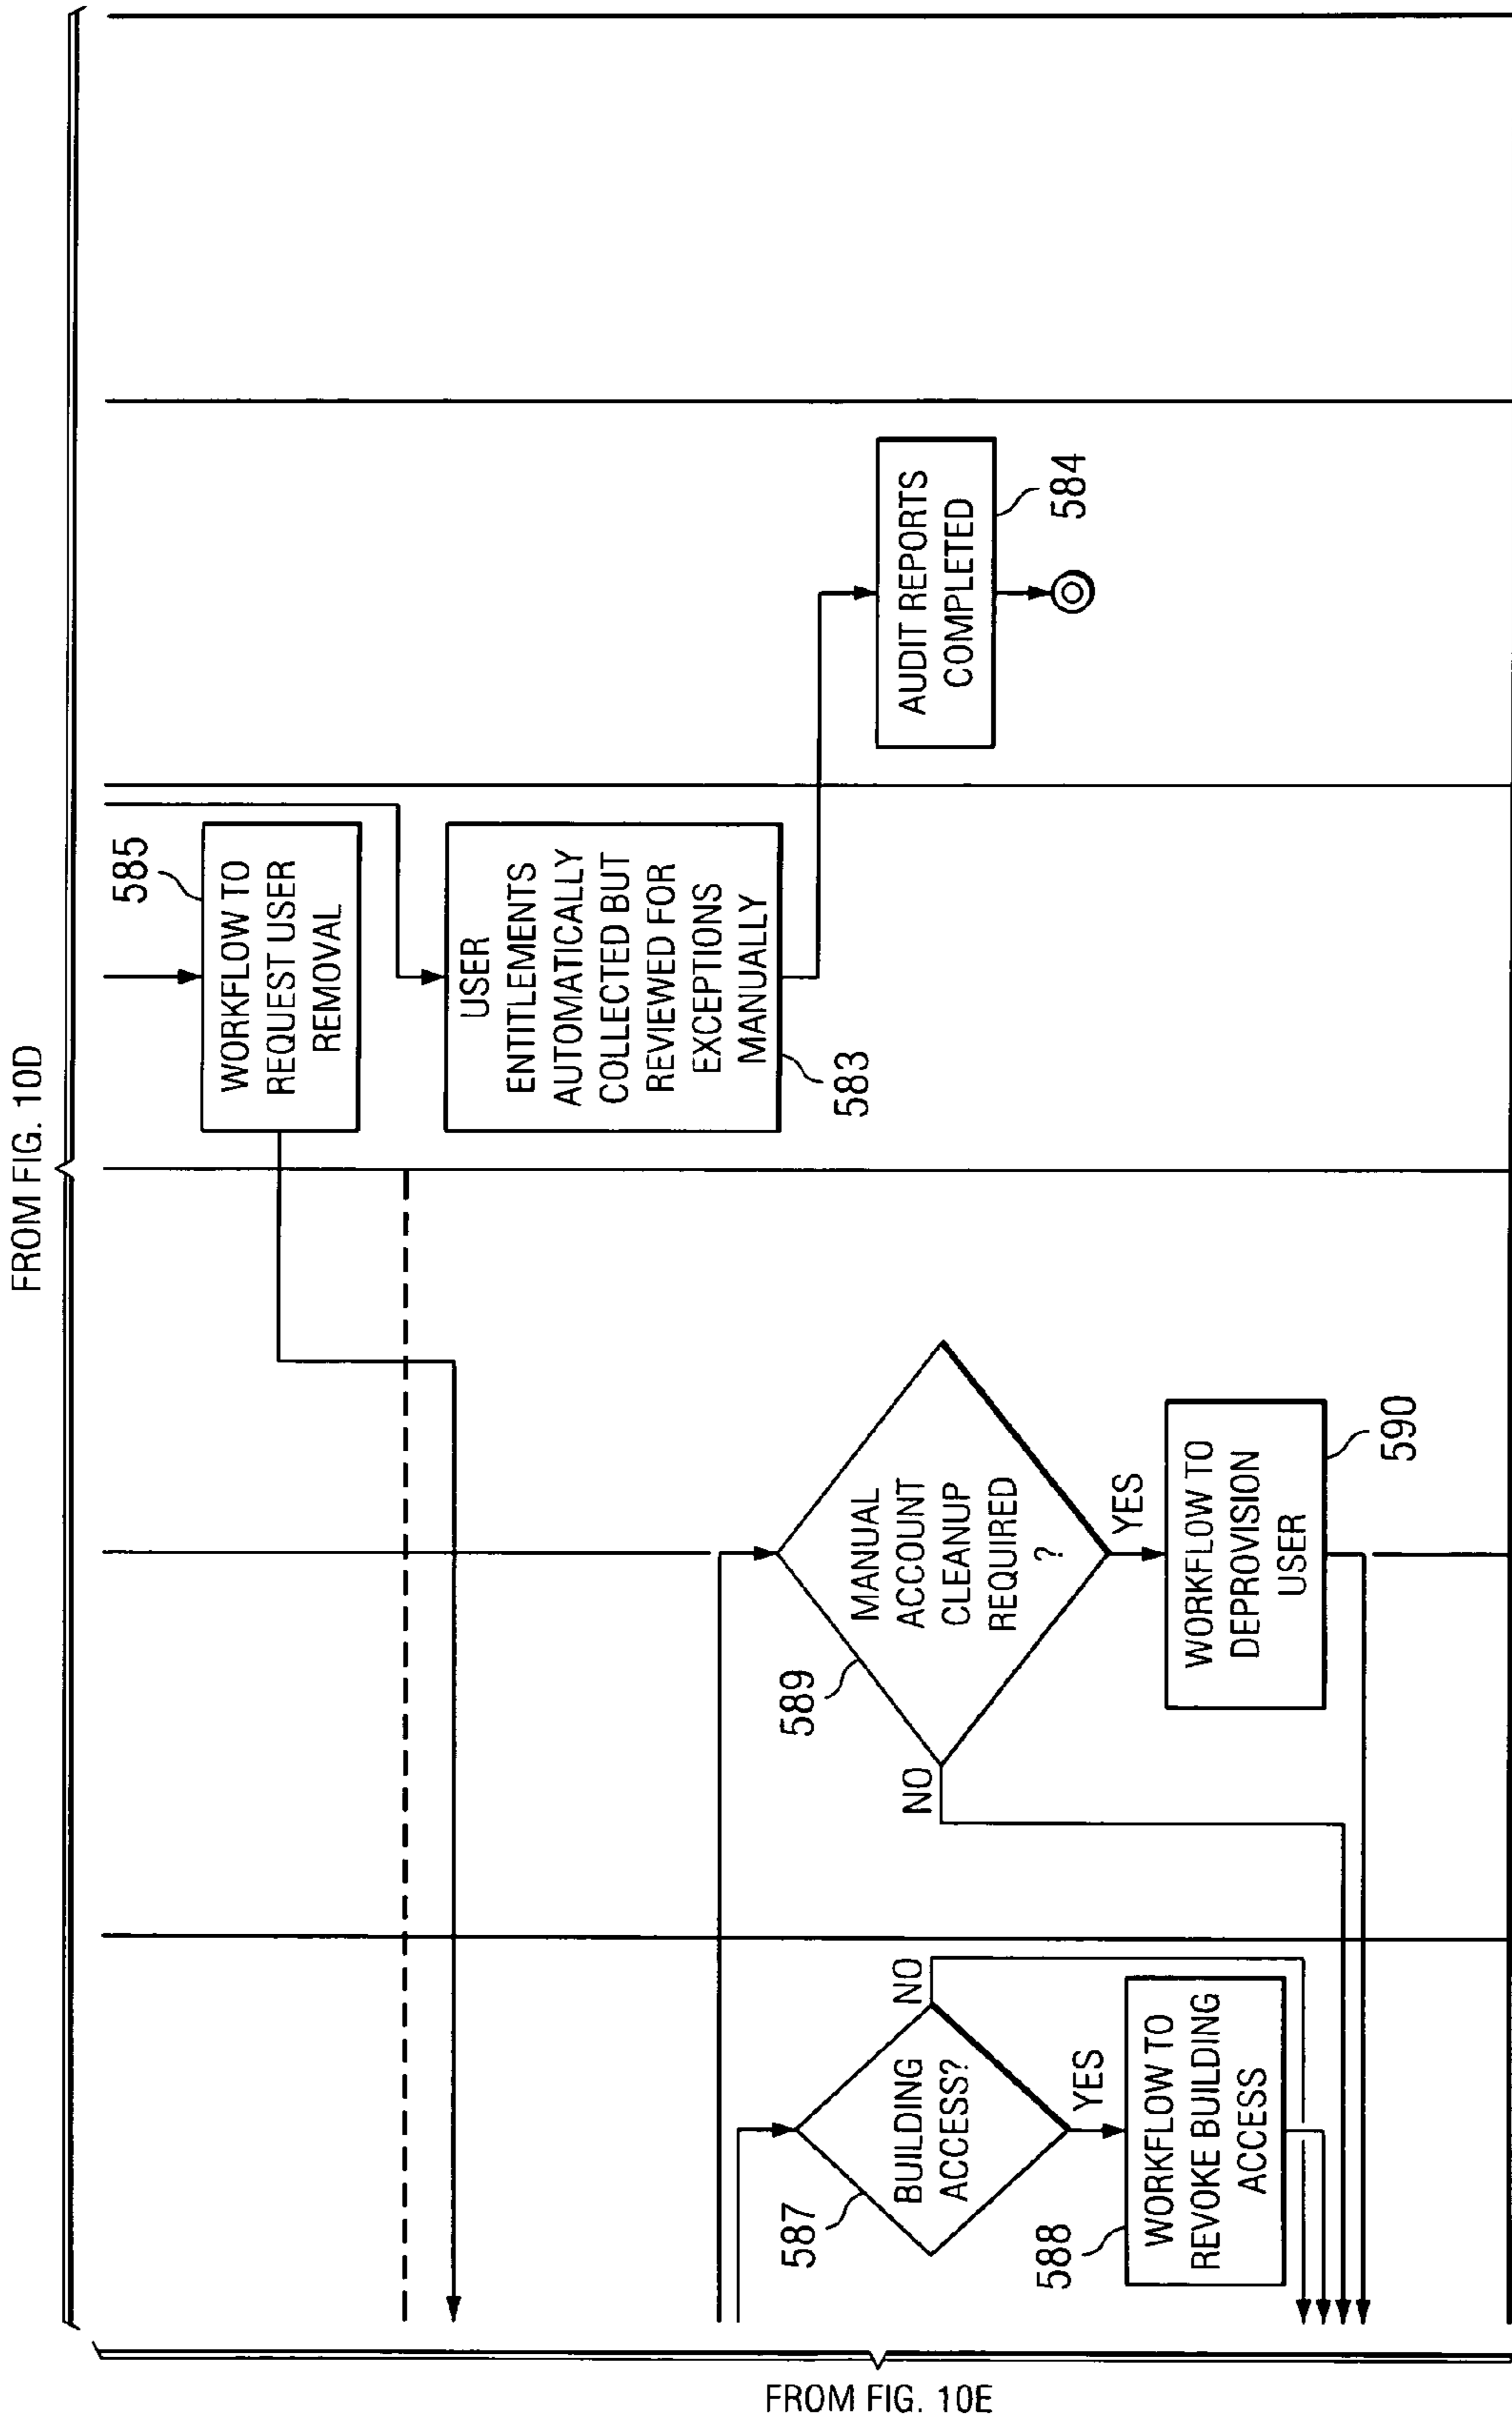 FROM FIG. 10D
585
WORKFLOW TO
REQUEST USER
REMOVAL
USER
ENTITLEMENTS
AUTOMATICALLY
COLLECTED BUT
REVIEWED FOR
EXCEPTIONS
MANUALLY
583
AUDIT REPORTS
COMPLETED
584
589
MANUAL
ACCOUNT
CLEANUP
REQUIRED
?
NO
YES
WORKFLOW TO
DEPROVISION
USER
590
587
BUILDING
ACCESS?
NO
YES
588
WORKFLOW TO
REVOKE BUILDING
ACCESS
FROM FIG. 10E